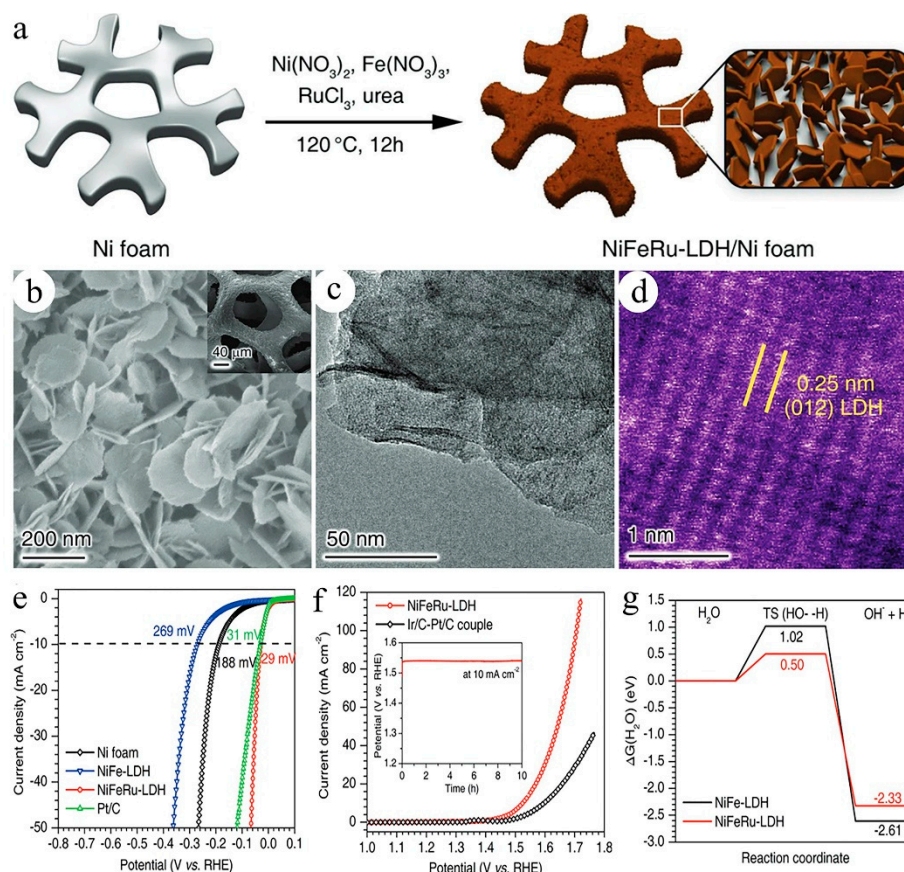 a
Ni(NO3)2, Fe(NO3)3,
RuCl3, urea
120 °C, 12h
Ni foam
NiFeRu-LDH/Ni foam
b
40 μm
200 nm
c
50 nm
d
0.25 nm
(012) LDH
1 nm
e
0
-10
-20
-30
-40
-50
Current density (mA cm-2)
269 mV
31 mV
188 mV
29 mV
Ni foam
NiFe-LDH
NiFeRu-LDH
Pt/C
-0.8 -0.7 -0.6 -0.5 -0.4 -0.3 -0.2 -0.1 0.0 0.1
Potential (V vs. RHE)
f
120
100
80
60
40
20
0
Current density (mA cm-2)
NiFeRu-LDH
Ir/C-Pt/C couple
1.6
1.5
1.4
1.3
1.2
Potential (V vs. RHE)
at 10 mA cm-2
0 2 4 6 8 10
Time (h)
1.0 1.1 1.2 1.3 1.4 1.5 1.6 1.7
Potential (V vs. RHE)
g
1.5
1.0
0.5
0.0
-0.5
-1.0
-1.5
-2.0
-2.5
-3.0
ΔG(H2O) (eV)
H2O
TS (HO- -H)
OH- + H
1.02
0.50
-2.33
-2.61
NiFe-LDH
NiFeRu-LDH
Reaction coordinate